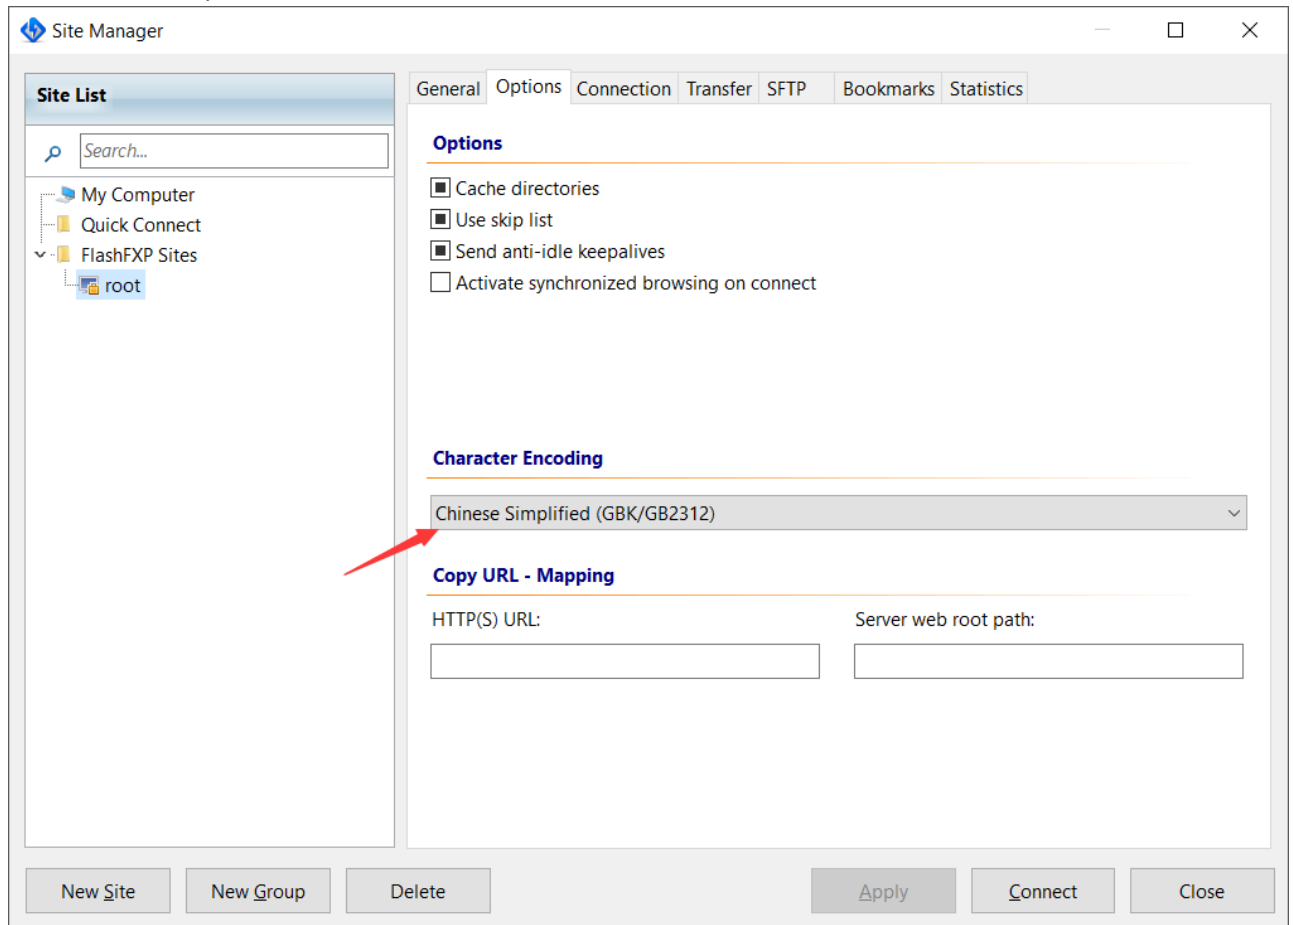 Site Manager
Site List
Search...
My Computer
Quick Connect
FlashFXP Sites
root
General Options Connection Transfer SFTP Bookmarks Statistics
Options
Cache directories
Use skip list
Send anti-idle keepalives
Activate synchronized browsing on connect
Character Encoding
Chinese Simplified (GBK/GB2312)
Copy URL - Mapping
HTTP(S) URL: Server web root path:
New Site New Group Delete Apply Connect Close